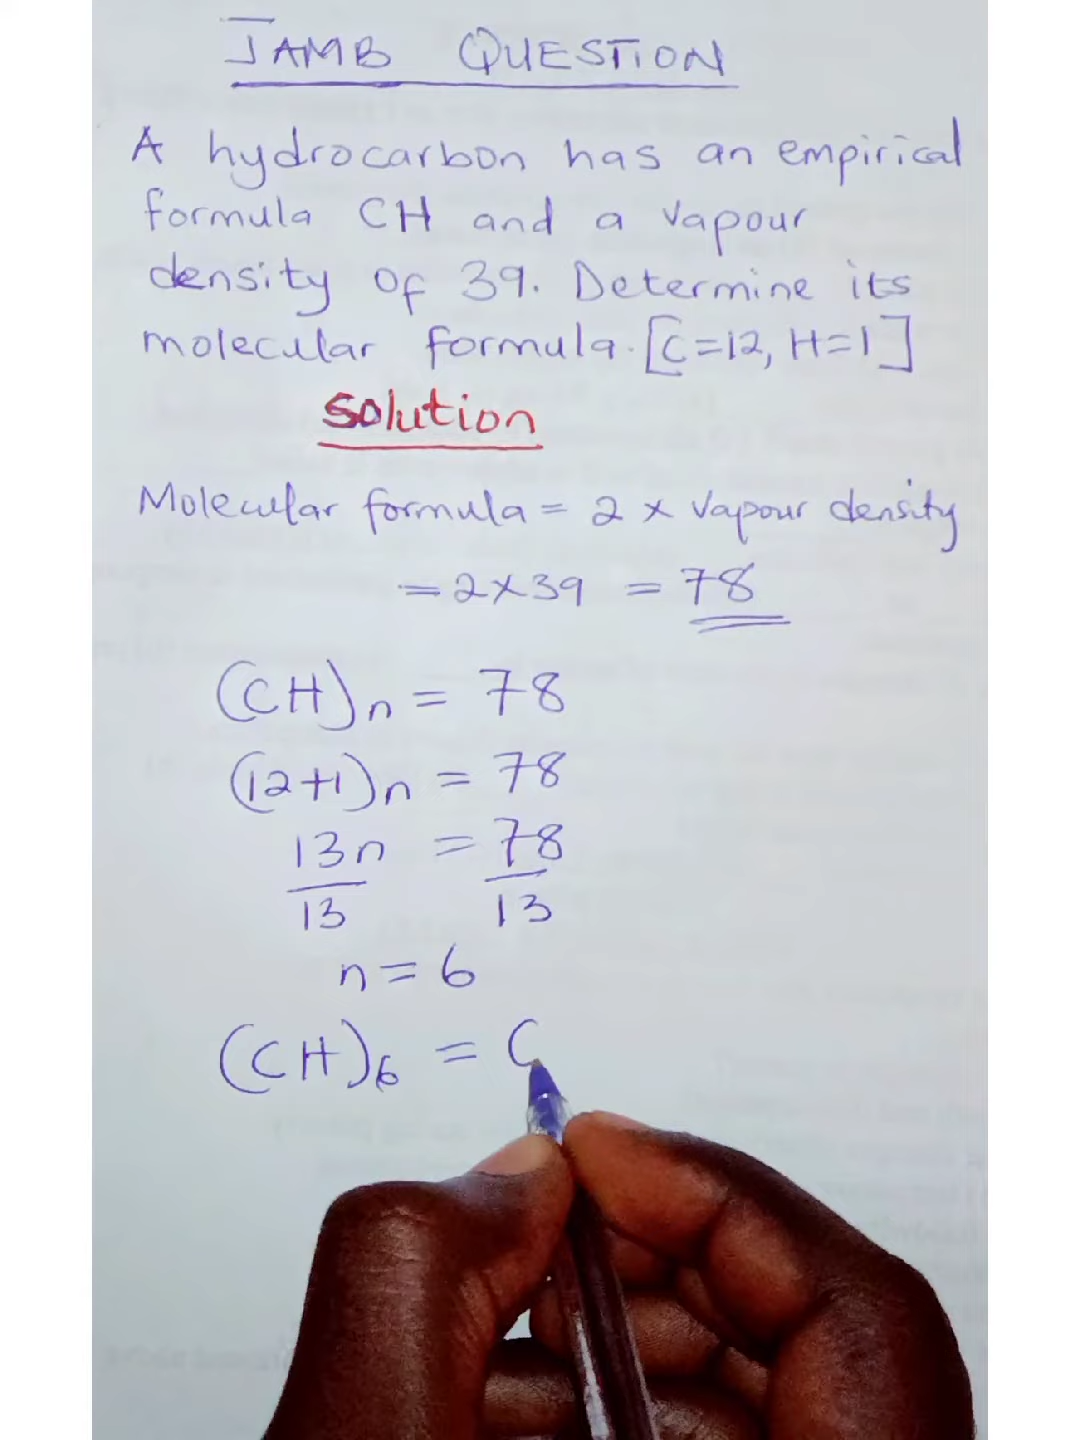 JAMB QUESTION
A hydrocarbon has an empirical
formula CH and a vapour
density of 39. Determine its
molecular formula. [C=12, H=1]
Solution
Molecular formula = 2 x vapour density
= 2x39 = 78
(CH)n = 78
(12+1)n = 78
13n = 78
13 13
n = 6
(CH)6 = C